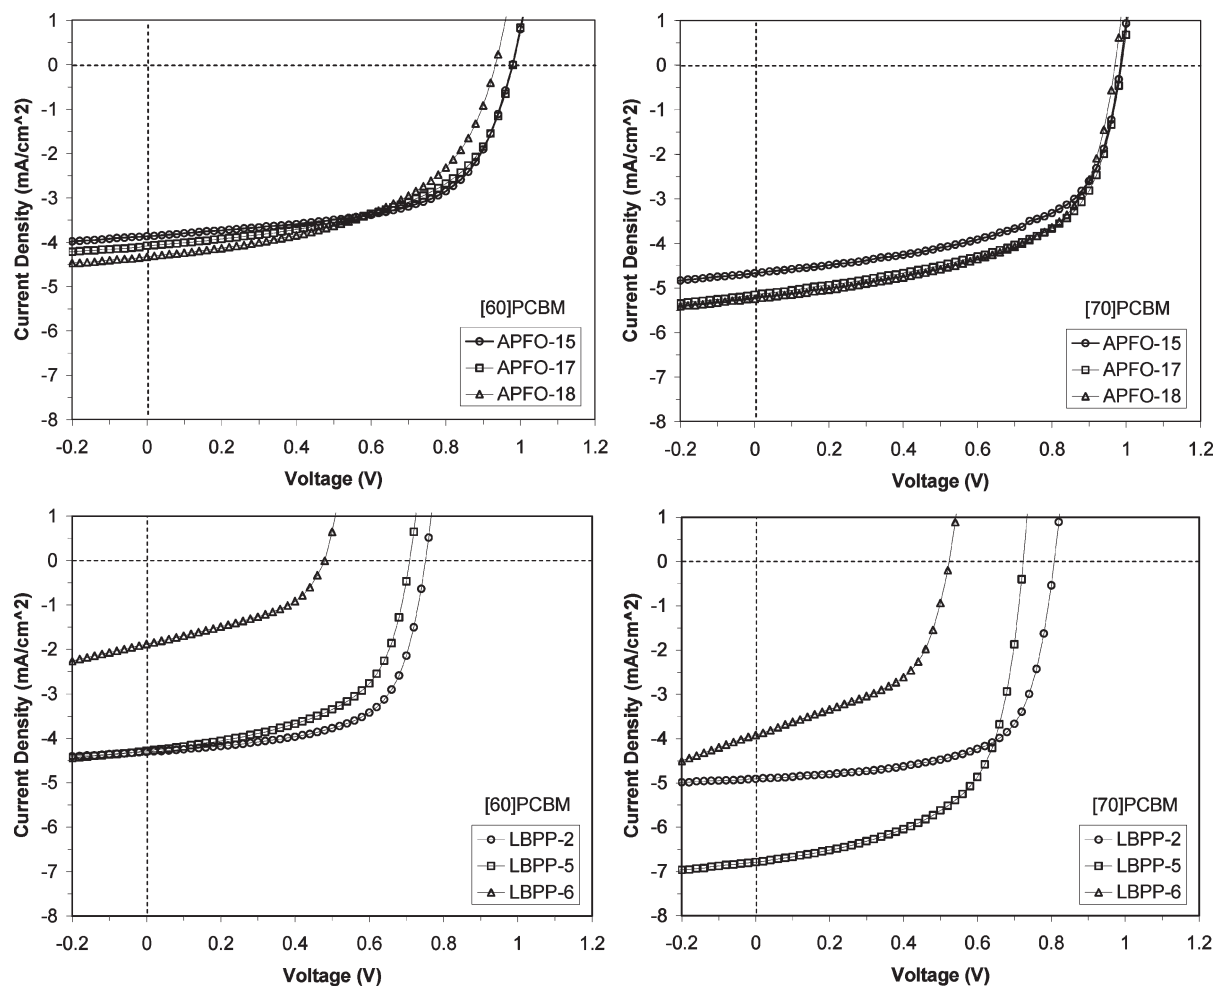 1
0
-1
-2
-3
-4
-5
-6
-7
-8
Current Density (mA/cm^2)
[60]PCBM
APFO-15
APFO-17
APFO-18
-0.2 0 0.2 0.4 0.6 0.8 1 1.2
Voltage (V)
1
0
-1
-2
-3
-4
-5
-6
-7
-8
Current Density (mA/cm^2)
[70]PCBM
APFO-15
APFO-17
APFO-18
-0.2 0 0.2 0.4 0.6 0.8 1 1.2
Voltage (V)
1
0
-1
-2
-3
-4
-5
-6
-7
-8
Current Density (mA/cm^2)
[60]PCBM
LBPP-2
LBPP-5
LBPP-6
-0.2 0 0.2 0.4 0.6 0.8 1 1.2
Voltage (V)
1
0
-1
-2
-3
-4
-5
-6
-7
-8
Current Density (mA/cm^2)
[70]PCBM
LBPP-2
LBPP-5
LBPP-6
-0.2 0 0.2 0.4 0.6 0.8 1 1.2
Voltage (V)